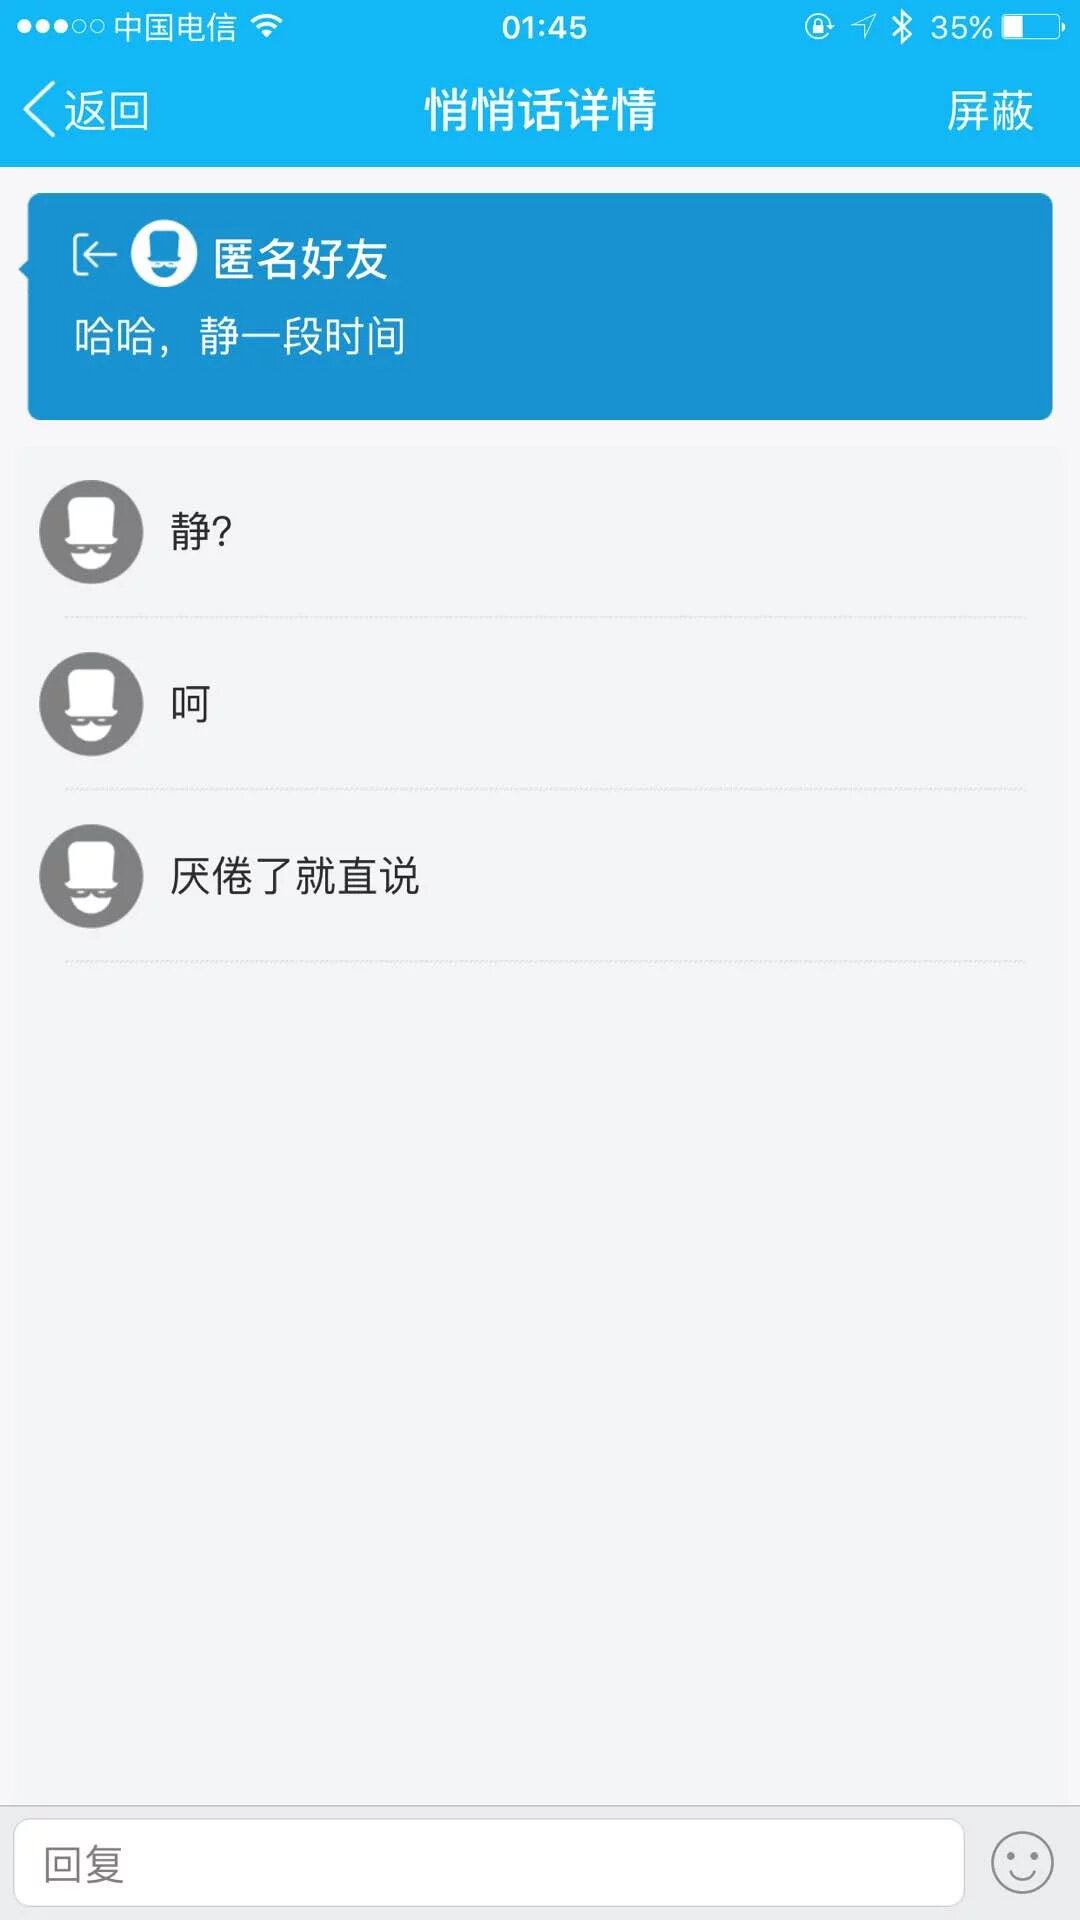 中国电信 01:45 35%
返回 悄悄话详情 屏蔽
匿名好友
哈哈，静一段时间
静?
呵
厌倦了就直说
回复